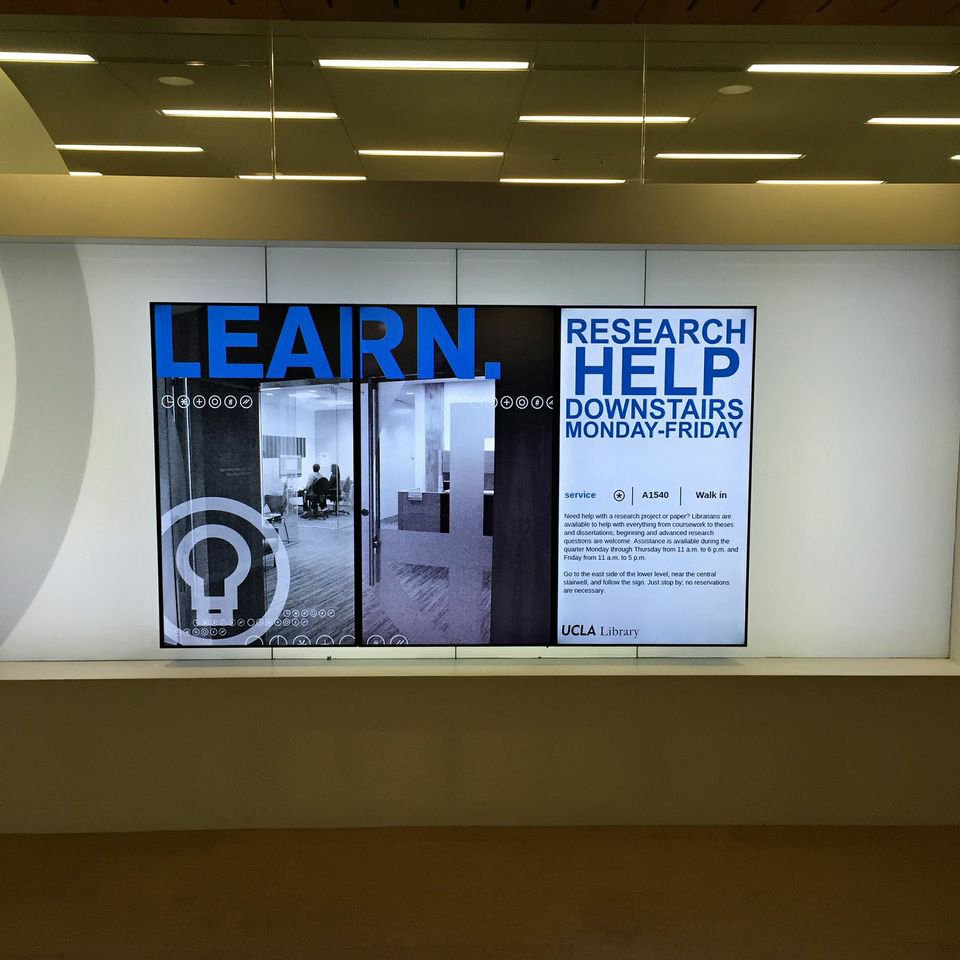 LEARN.
RESEARCH
HELP
DOWNSTAIRS
MONDAY-FRIDAY
service A1540 Walk in
Need help with a research project or paper? Librarians are
available to help with everything from coursework to theses
and dissertations; beginning and advanced research
questions are welcome. Assistance is available during the
quarter Monday through Thursday from 11 a.m. to 6 p.m. and
Friday from 11 a.m. to 5 p.m.
Go to the east side of the lower level, near the central
stairwell, and follow the sign. Just stop by; no reservations
are necessary.
UCLA Library